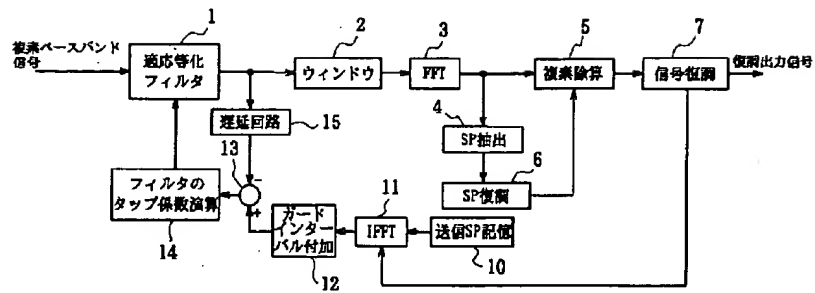 1
複素ベースバンド
信号
適応等化
フィルタ
2
ウィンドウ
3
FFT
5
複素除算
7
信号復調
復調出力信号
遅延回路
15
4
SP抽出
6
SP復調
13
−
+
フィルタの
タップ係数演算
14
ガード
インター
バル付加
12
11
IFFT
送信SP記憶
10